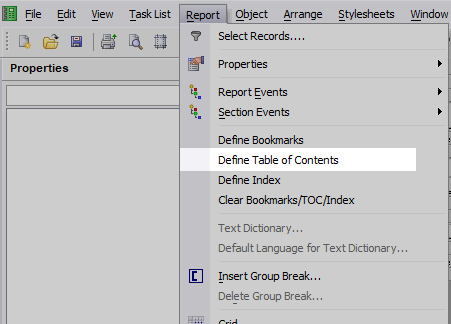 File Edit View Task List Report Object Arrange Stylesheets Window
Select Records....
Properties
Properties
Report Events
Section Events
Define Bookmarks
Define Table of Contents
Define Index
Clear Bookmarks/TOC/Index
Text Dictionary...
Default Language for Text Dictionary...
Insert Group Break...
Delete Group Break...
Grid